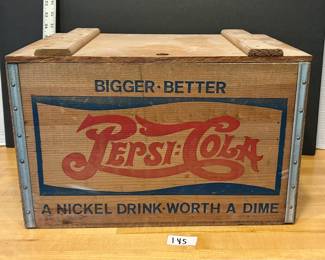 BIGGER·BETTER
PEPSI:COLA
A NICKEL DRINK·WORTH A DIME
145